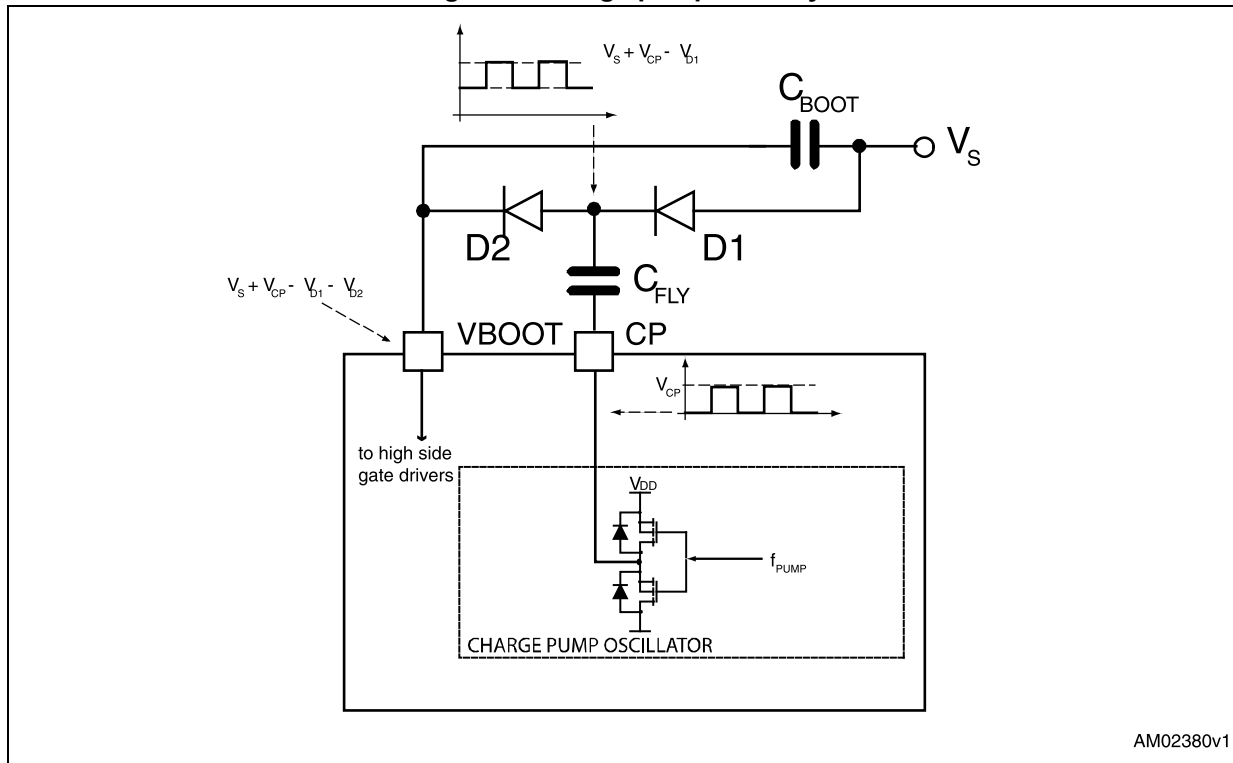 V_S + V_CP - V_D1
C_BOOT
V_S
D2
D1
C_FLY
V_S + V_CP - V_D1 - V_D2
VBOOT
CP
V_CP
to high side
gate drivers
V_DD
f_PUMP
CHARGE PUMP OSCILLATOR
AM02380v1